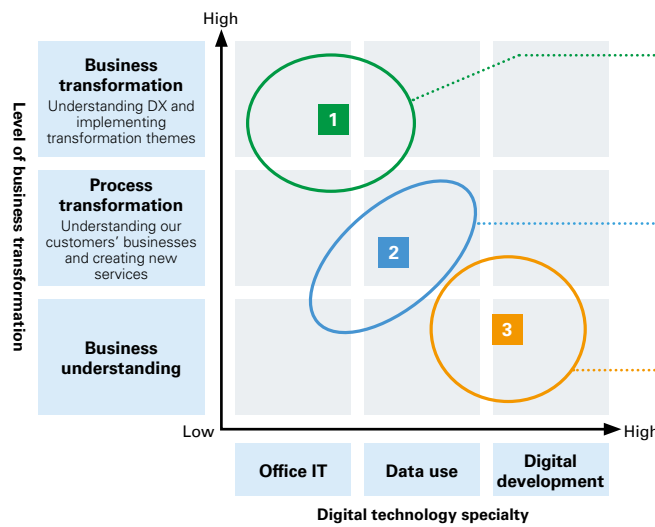 High
Business
transformation
Understanding DX and
implementing
transformation themes
1
Level of business transformation
Process
transformation
Understanding our
customers' businesses
and creating new
services
2
Business
understanding
3
Low
High
Office IT
Data use
Digital
development
Digital technology specialty